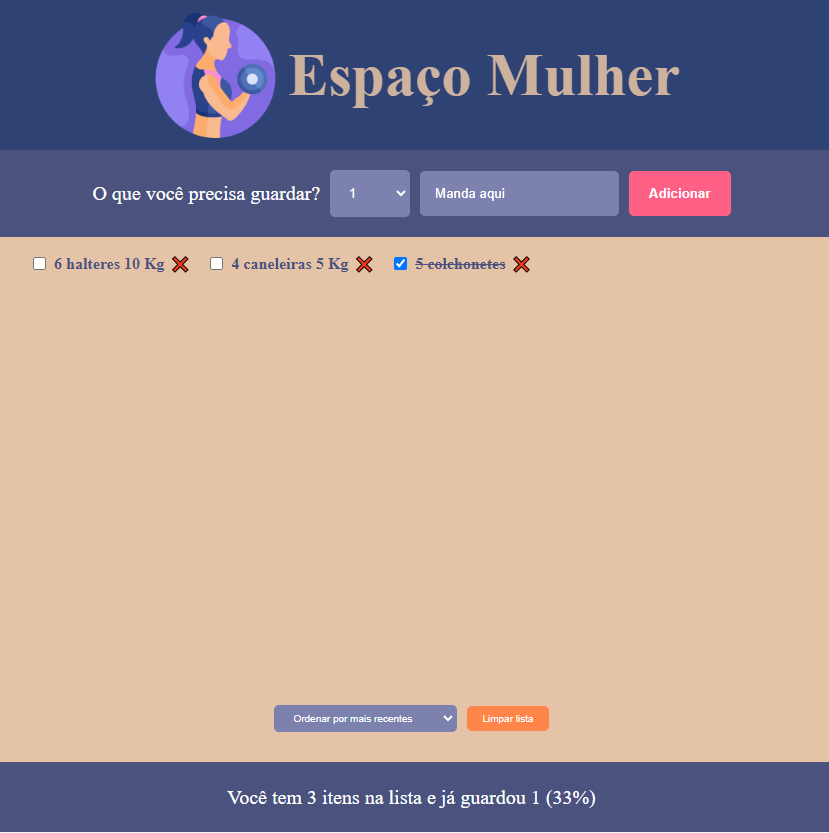 Espaço Mulher
O que você precisa guardar? 1 Manda aqui Adicionar
6 halteres 10 Kg 4 caneleiras 5 Kg 5 colchonetes
Ordenar por mais recentes Limpar lista
Você tem 3 itens na lista e já guardou 1 (33%)